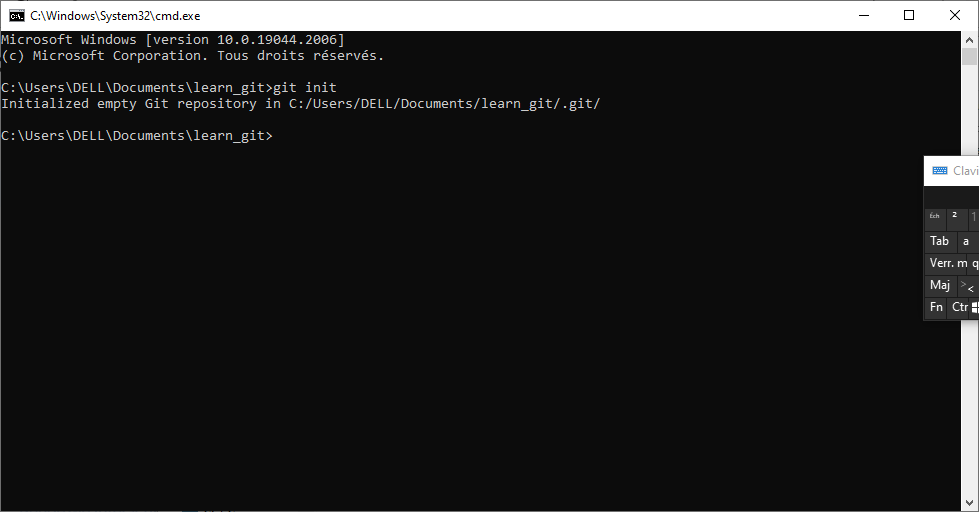 C:\Windows\System32\cmd.exe
Microsoft Windows [version 10.0.19044.2006]
(c) Microsoft Corporation. Tous droits réservés.
C:\Users\DELL\Documents\learn_git>git init
Initialized empty Git repository in C:/Users/DELL/Documents/learn_git/.git/
C:\Users\DELL\Documents\learn_git>
Clavi
Éch ² 1
Tab a
Verr. m q
Maj > <
Fn Ctr